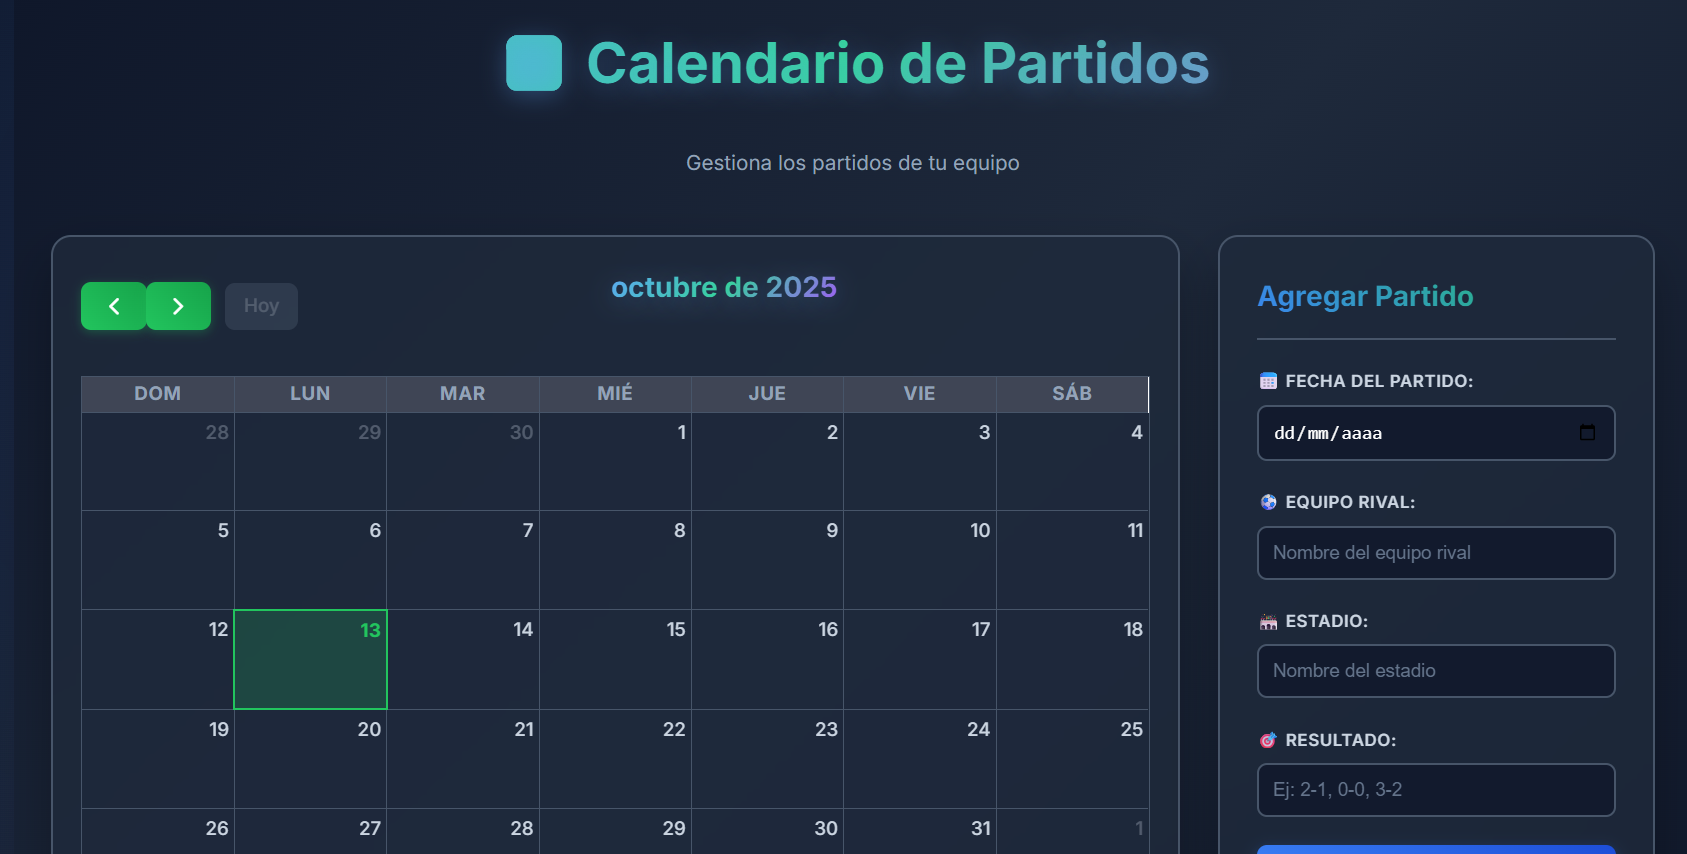 Calendario de Partidos
Gestiona los partidos de tu equipo
Hoy
octubre de 2025
DOM LUN MAR MIÉ JUE VIE SÁB
28 29 30 1 2 3 4
5 6 7 8 9 10 11
12 13 14 15 16 17 18
19 20 21 22 23 24 25
26 27 28 29 30 31 1
Agregar Partido
FECHA DEL PARTIDO:
dd/mm/aaaa
EQUIPO RIVAL:
Nombre del equipo rival
ESTADIO:
Nombre del estadio
RESULTADO:
Ej: 2-1, 0-0, 3-2